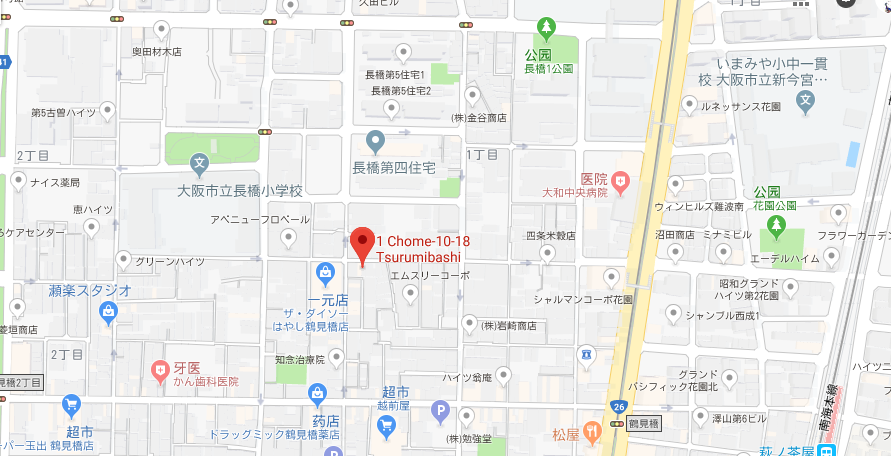 久田ビル
奥田材木店
公园
長橋1公園
いまみや小中一貫
校 大阪市立新今宮…
長橋第5住宅1
長橋第5住宅2
ルネッサンス花園
第5古曽ハイツ
(株)金谷商店
2丁目
1丁目
長橋第四住宅
大阪市立長橋小学校
医院
大和中央病院
ナイス薬局
公园
花園公園
ウィンヒルズ難波南
恵ハイツ
アベニューフロベール
ろケアセンター
1 Chome-10-18
Tsurumibashi
四条米穀店
沼田ビル
ミナミビル
フラワーガーデン
グリーンハイツ
エーデルハイム
エムスリーコーポ
瀬楽スタジオ
一元店
ザ・ダイソー
はやし鶴見橋店
シャルマンコーポ花園
昭和グランド
ハイツ第2花園
菱垣商店
(株)岩崎商店
シャンブル西成1
2丁目
知念治療院
牙医
かん歯科医院
ハイツ翁庵
グランド
パシフィック花園北
ハイツニ
見橋2丁目
超市
越前屋
南海本線
26
鶴見橋
澤山第6ビル
药店
ドラッグミック鶴見橋薬店
超市
ーパー玉出 鶴見橋店
P
(株)勉強堂
松屋
萩ノ茶屋